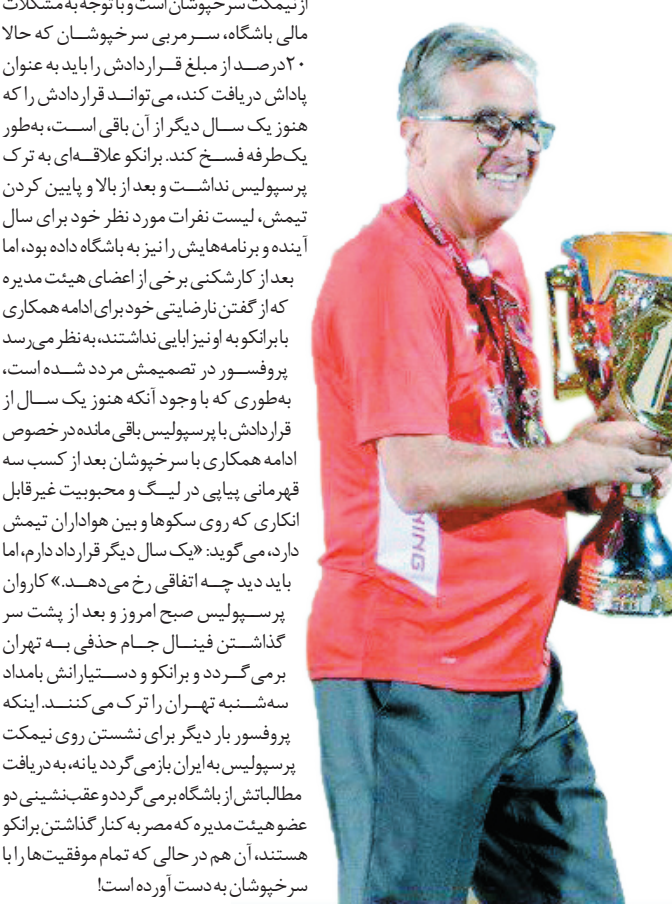 از نیمکت سرخپوشان است و با توجه به مشکلات
مالی باشگاه، سرمربی سرخپوشان که حالا
۲۰درصد از مبلغ قراردادش را باید به عنوان
پاداش دریافت کند، می‌تواند قراردادش را که
هنوز یک سال دیگر از آن باقی است، به‌طور
یک‌طرفه فسخ کند. برانکو علاقه‌ای به ترک
پرسپولیس نداشت و بعد از بالا و پایین کردن
تیمش، لیست نفرات مورد نظر خود برای سال
آینده و برنامه‌هایش را نیز به باشگاه داده بود، اما
بعد از کارشکنی برخی از اعضای هیئت مدیره
که از گفتن نارضایتی خود برای ادامه همکاری
با برانکو به او نیز ابایی نداشتند، به نظر می‌رسد
پروفسور در تصمیمش مردد شده است،
به‌طوری که با وجود آنکه هنوز یک سال از
قراردادش با پرسپولیس باقی مانده در خصوص
ادامه همکاری با سرخپوشان بعد از کسب سه
قهرمانی پیاپی در لیگ و محبوبیت غیرقابل
انکاری که روی سکوها و بین هواداران تیمش
دارد، می‌گوید: «یک سال دیگر قرارداد دارم، اما
باید دید چه اتفاقی رخ می‌دهد.» کاروان
پرسپولیس صبح امروز و بعد از پشت سر
گذاشتن فینال جام حذفی به تهران
برمی‌گردد و برانکو و دستیارانش بامداد
سه‌شنبه تهران را ترک می‌کنند. اینکه
پروفسور بار دیگر برای نشستن روی نیمکت
پرسپولیس به ایران بازمی‌گردد یا نه، به دریافت
مطالباتش از باشگاه برمی‌گردد و عقب‌نشینی دو
عضو هیئت مدیره که مصر به کنار گذاشتن برانکو
هستند، آن هم در حالی که تمام موفقیت‌ها را با
سرخپوشان به دست آورده است!